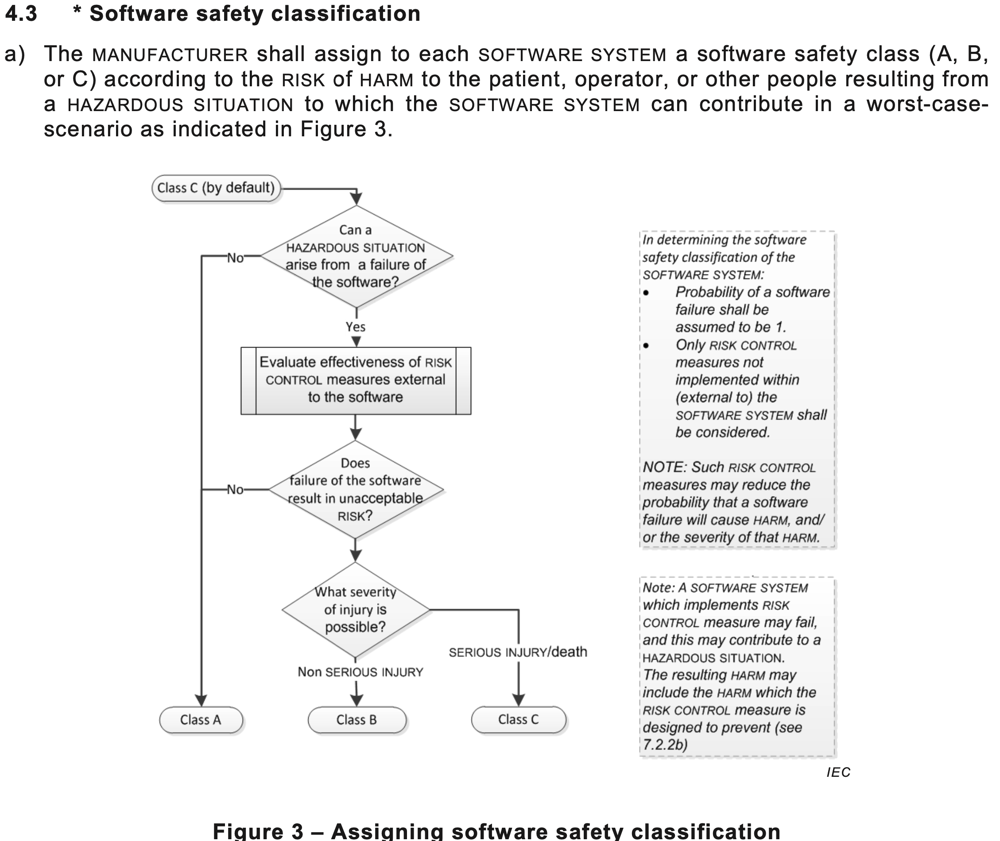 4.3 * Software safety classification
a) The MANUFACTURER shall assign to each SOFTWARE SYSTEM a software safety class (A, B,
or C) according to the RISK of HARM to the patient, operator, or other people resulting from
a HAZARDOUS SITUATION to which the SOFTWARE SYSTEM can contribute in a worst-case-
scenario as indicated in Figure 3.
Class C (by default)
Can a
HAZARDOUS SITUATION
arise from a failure of
the software?
No
Yes
Evaluate effectiveness of RISK
CONTROL measures external
to the software
Does
failure of the software
result in unacceptable
RISK?
No
What severity
of injury is
possible?
SERIOUS INJURY/death
Non SERIOUS INJURY
Class A
Class B
Class C
In determining the software
safety classification of the
SOFTWARE SYSTEM:
• Probability of a software
failure shall be
assumed to be 1.
• Only RISK CONTROL
measures not
implemented within
(external to) the
SOFTWARE SYSTEM shall
be considered.
NOTE: Such RISK CONTROL
measures may reduce the
probability that a software
failure will cause HARM, and/
or the severity of that HARM.
Note: A SOFTWARE SYSTEM
which implements RISK
CONTROL measure may fail,
and this may contribute to a
HAZARDOUS SITUATION.
The resulting HARM may
include the HARM which the
RISK CONTROL measure is
designed to prevent (see
7.2.2b)
IEC
Figure 3 – Assigning software safety classification